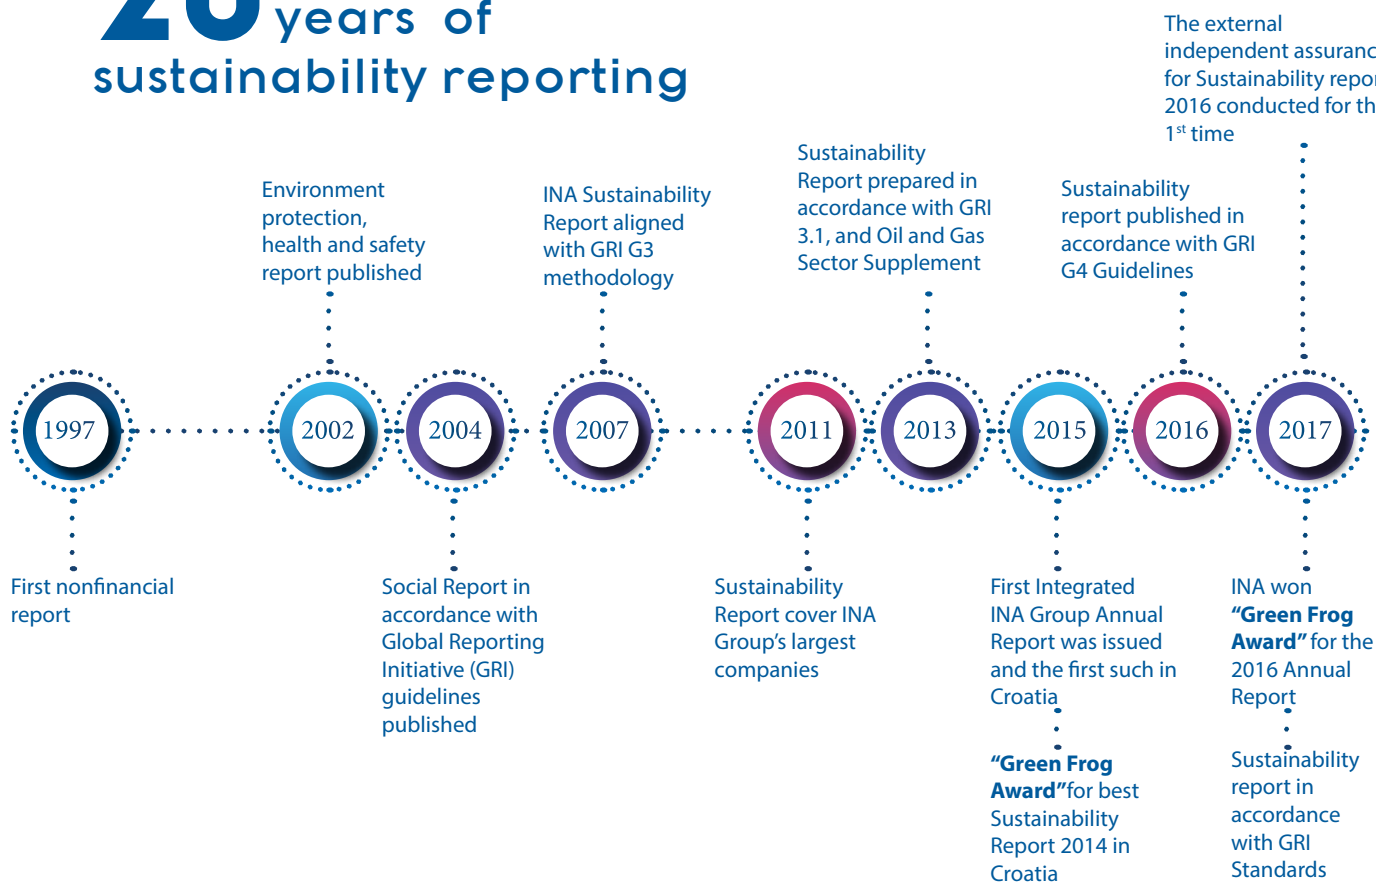 years of
sustainability reporting
The external
independent assuranc
for Sustainability repor
2016 conducted for th
1st time
Sustainability
Report prepared in
accordance with GRI
3.1, and Oil and Gas
Sector Supplement
Environment
protection,
health and safety
report published
INA Sustainability
Report aligned
with GRI G3
methodology
Sustainability
report published in
accordance with GRI
G4 Guidelines
1997
2002
2004
2007
2011
2013
2015
2016
2017
First nonfinancial
report
Social Report in
accordance with
Global Reporting
Initiative (GRI)
guidelines
published
Sustainability
Report cover INA
Group's largest
companies
First Integrated
INA Group Annual
Report was issued
and the first such in
Croatia
"Green Frog
Award"for best
Sustainability
Report 2014 in
Croatia
INA won
"Green Frog
Award" for the
2016 Annual
Report
Sustainability
report in
accordance
with GRI
Standards